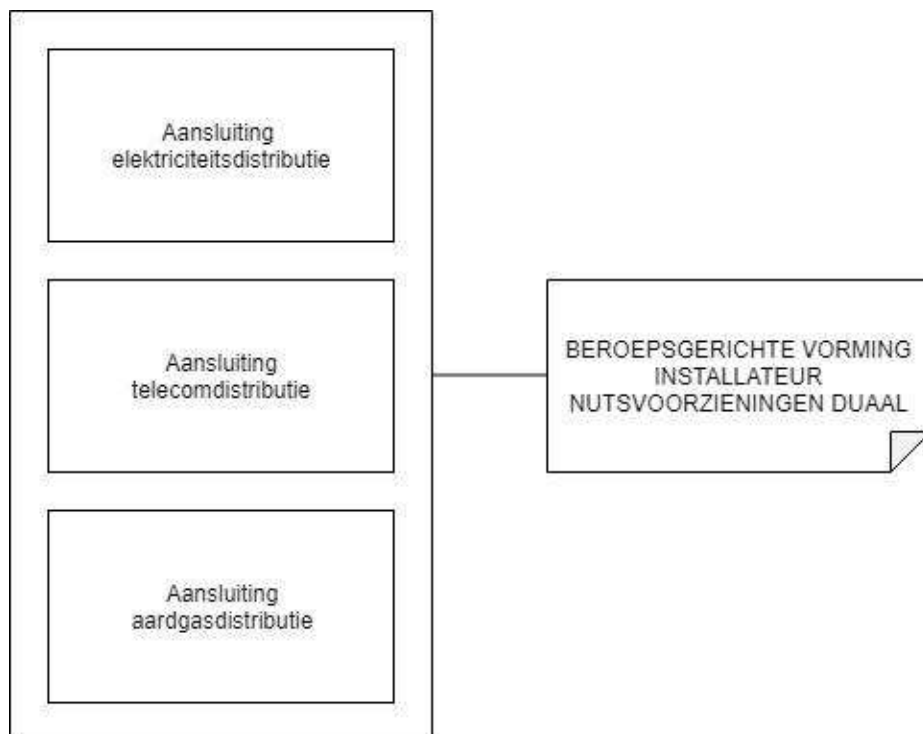 Aansluiting
elektriciteitsdistributie
Aansluiting
telecomdistributie
Aansluiting
aardgasdistributie
BEROEPSGERICHTE VORMING
INSTALLATEUR
NUTSVOORZIENINGEN DUAAL